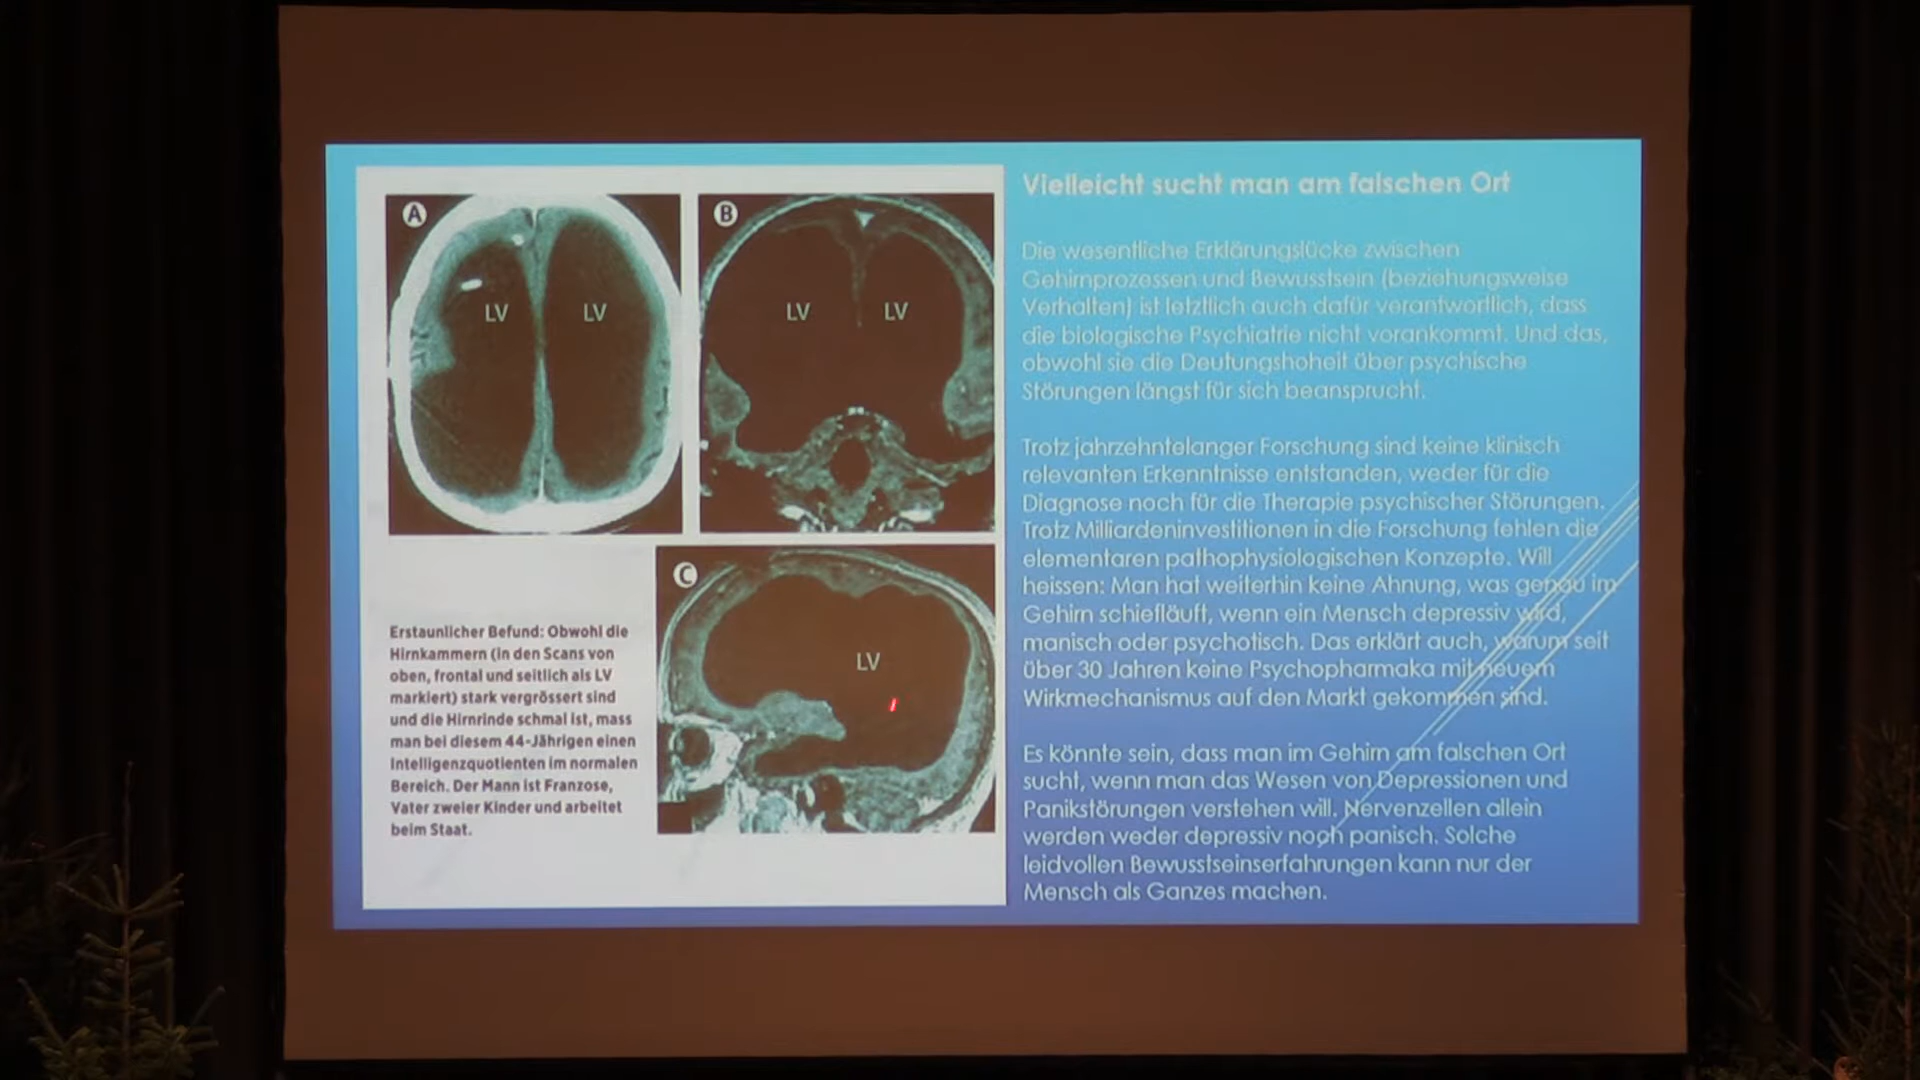 A
B
LV
LV
LV
LV
C
LV
Erstaunlicher Befund: Obwohl die
Hirnkammern (in den Scans von
oben, frontal und seitlich als LV
markiert) stark vergrössert sind
und die Hirnrinde schmal ist, mass
man bei diesem 44-Jährigen einen
Intelligenzquotienten im normalen
Bereich. Der Mann ist Franzose,
Vater zweier Kinder und arbeitet
beim Staat.
Vielleicht sucht man am falschen Ort
Die wesentliche Erklärungslücke zwischen
Gehirnprozessen und Bewusstsein (beziehungsweise
Verhalten) ist letztlich auch dafür verantwortlich, dass
die biologische Psychiatrie nicht vorankommt. Und das,
obwohl sie die Deutungshoheit über psychische
Störungen längst für sich beansprucht.
Trotz jahrzehntelanger Forschung sind keine klinisch
relevanten Erkenntnisse entstanden, weder für die
Diagnose noch für die Therapie psychischer Störungen.
Trotz Milliardeninvestitionen in die Forschung fehlen die
elementaren pathophysiologischen Konzepte. Will
heissen: Man hat weiterhin keine Ahnung, was genau im
Gehirn schiefläuft, wenn ein Mensch depressiv wird,
manisch oder psychotisch. Das erklärt auch, warum seit
über 30 Jahren keine Psychopharmaka mit neuem
Wirkmechanismus auf den Markt gekommen sind.
Es könnte sein, dass man im Gehirn am falschen Ort
sucht, wenn man das Wesen von Depressionen und
Panikstörungen verstehen will. Nervenzellen allein
werden weder depressiv noch panisch. Solche
leidvollen Bewusstseinserfahrungen kann nur der
Mensch als Ganzes machen.